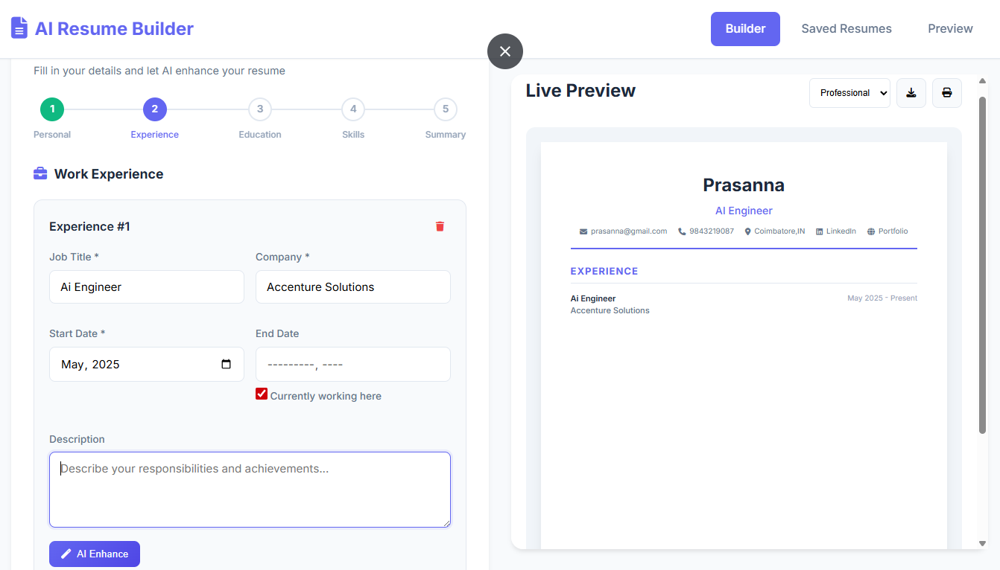 AI Resume Builder
Builder Saved Resumes Preview
Fill in your details and let AI enhance your resume
1 2 3 4 5
Personal Experience Education Skills Summary
Work Experience
Experience #1
Job Title * Company *
Ai Engineer Accenture Solutions
Start Date * End Date
May, 2025 ---------, ----
Currently working here
Description
Describe your responsibilities and achievements...
AI Enhance
Live Preview
Professional
Prasanna
AI Engineer
prasanna@gmail.com 9843219087 Coimbatore,IN LinkedIn Portfolio
EXPERIENCE
Ai Engineer May 2025 - Present
Accenture Solutions